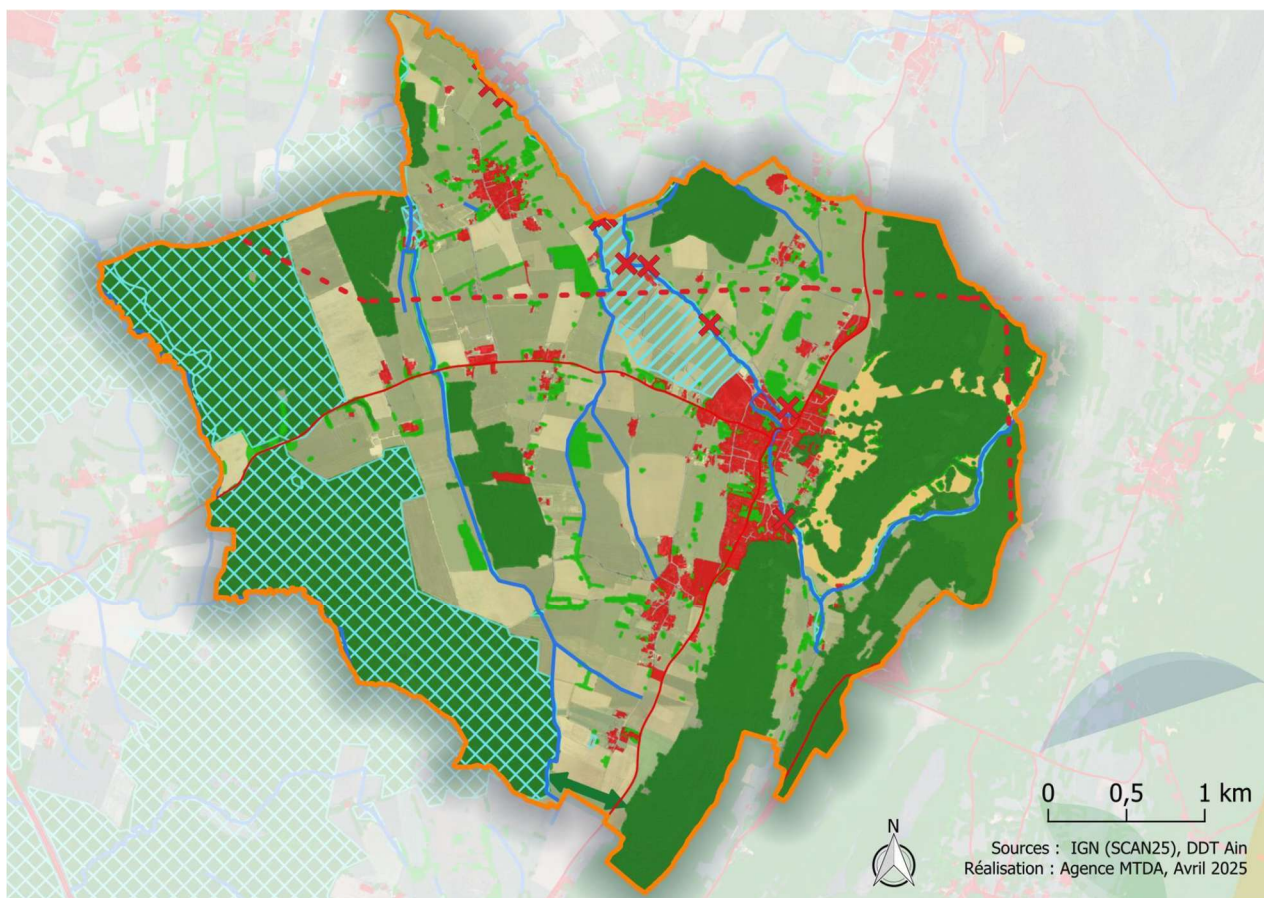 0 0,5 1 km
N
Sources : IGN (SCAN25), DDT Ain
Réalisation : Agence MTDA, Avril 2025